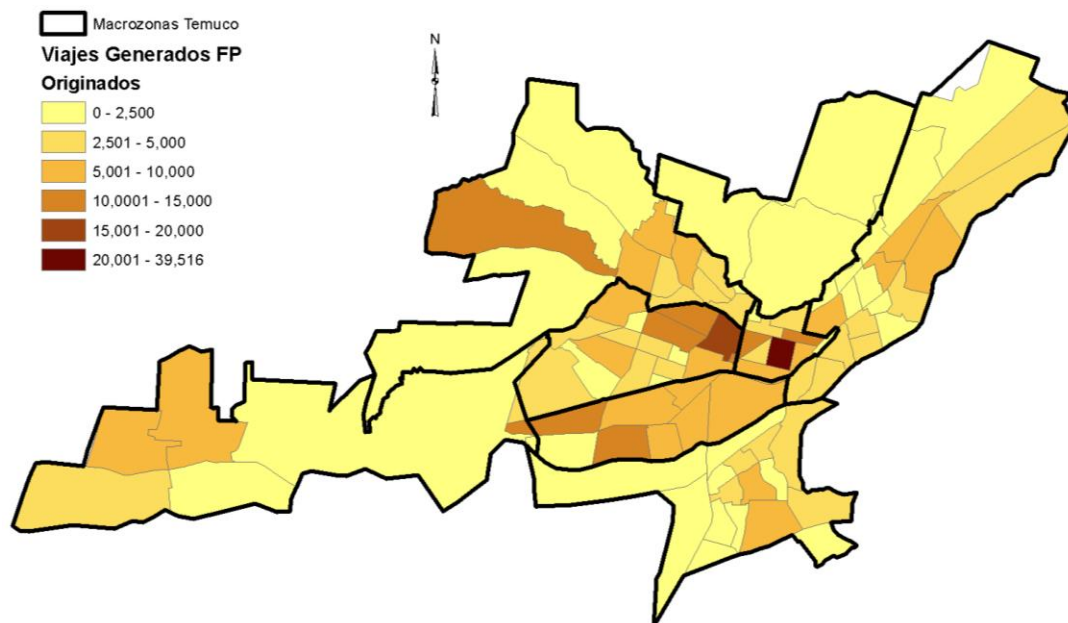 Macrozonas Temuco
Viajes Generados FP
Originados
0 - 2,500
2,501 - 5,000
5,001 - 10,000
10,0001 - 15,000
15,001 - 20,000
20,001 - 39,516
N